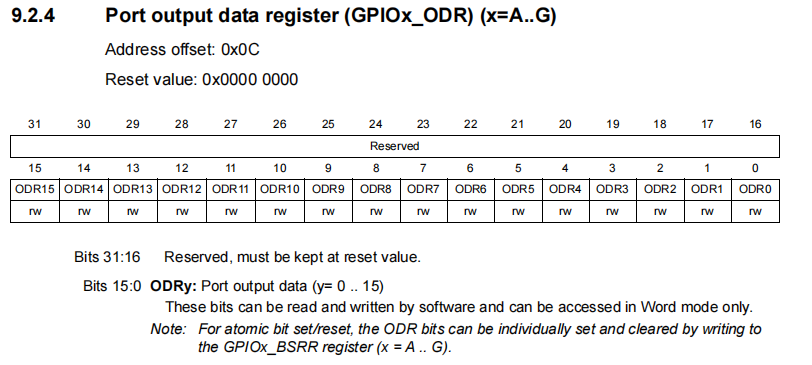 9.2.4 Port output data register (GPIOx_ODR) (x=A..G)
Address offset: 0x0C
Reset value: 0x0000 0000
31 30 29 28 27 26 25 24 23 22 21 20 19 18 17 16
Reserved
15 14 13 12 11 10 9 8 7 6 5 4 3 2 1 0
ODR15 ODR14 ODR13 ODR12 ODR11 ODR10 ODR9 ODR8 ODR7 ODR6 ODR5 ODR4 ODR3 ODR2 ODR1 ODR0
rw rw rw rw rw rw rw rw rw rw rw rw rw rw rw rw
Bits 31:16 Reserved, must be kept at reset value.
Bits 15:0 ODRy: Port output data (y= 0 .. 15)
These bits can be read and written by software and can be accessed in Word mode only.
Note: For atomic bit set/reset, the ODR bits can be individually set and cleared by writing to
the GPIOx_BSRR register (x = A .. G).